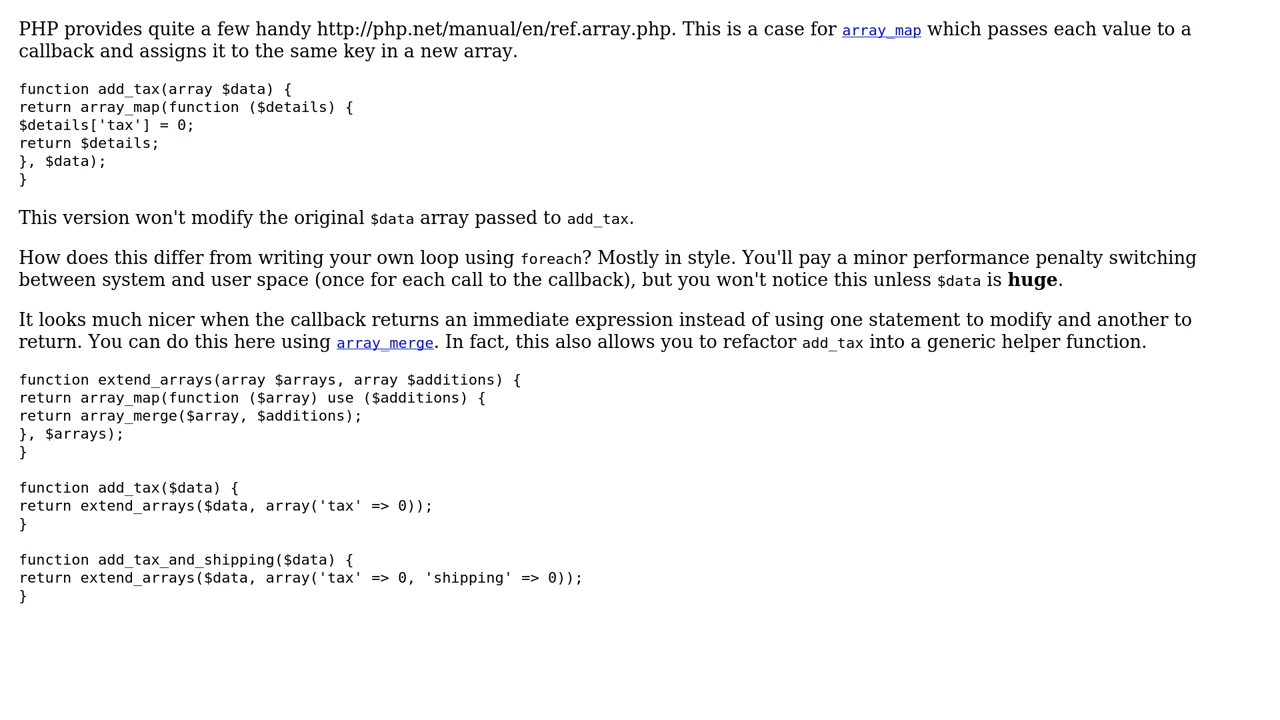 PHP provides quite a few handy http://php.net/manual/en/ref.array.php. This is a case for array_map which passes each value to a
callback and assigns it to the same key in a new array.
function add_tax(array $data) {
return array_map(function ($details) {
$details['tax'] = 0;
return $details;
}, $data);
}
This version won't modify the original $data array passed to add_tax.
How does this differ from writing your own loop using foreach? Mostly in style. You'll pay a minor performance penalty switching
between system and user space (once for each call to the callback), but you won't notice this unless $data is huge.
It looks much nicer when the callback returns an immediate expression instead of using one statement to modify and another to
return. You can do this here using array_merge. In fact, this also allows you to refactor add_tax into a generic helper function.
function extend_arrays(array $arrays, array $additions) {
return array_map(function ($array) use ($additions) {
return array_merge($array, $additions);
}, $arrays);
}
function add_tax($data) {
return extend_arrays($data, array('tax' => 0));
}
function add_tax_and_shipping($data) {
return extend_arrays($data, array('tax' => 0, 'shipping' => 0));
}